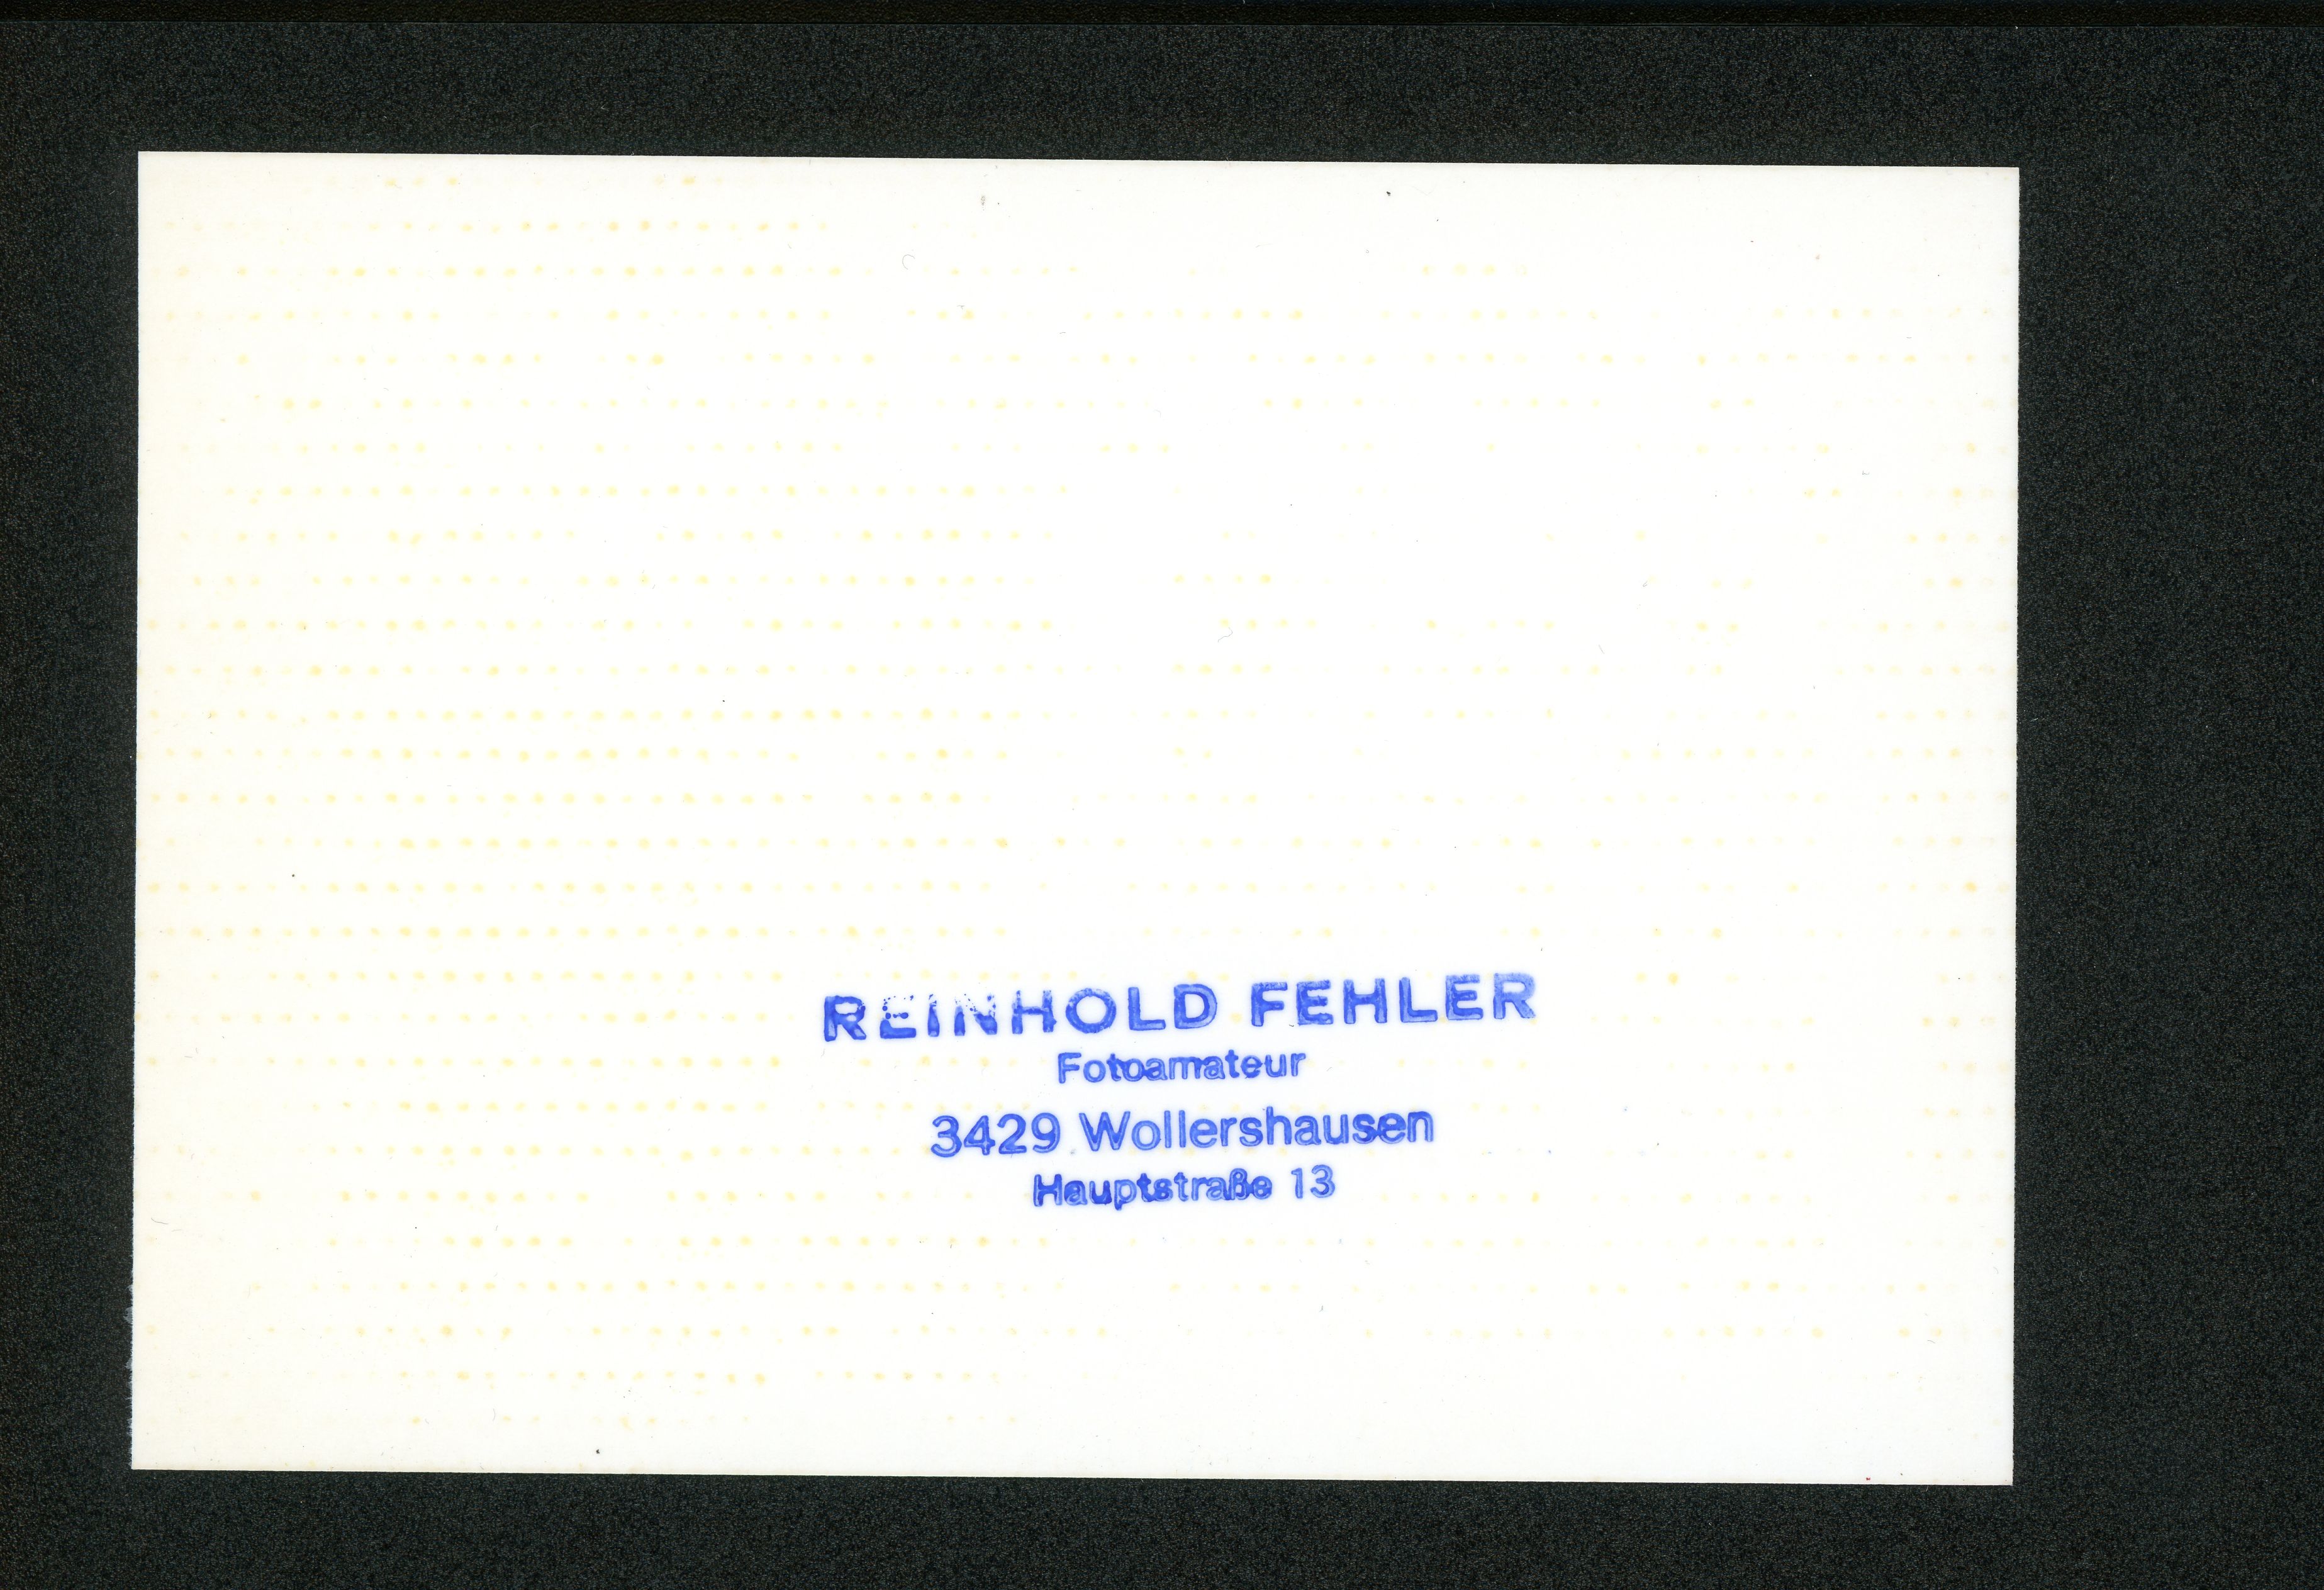 REINHOLD FEHLER
Fotoamateur
3429 Wollershausen
Hauptstraße 13